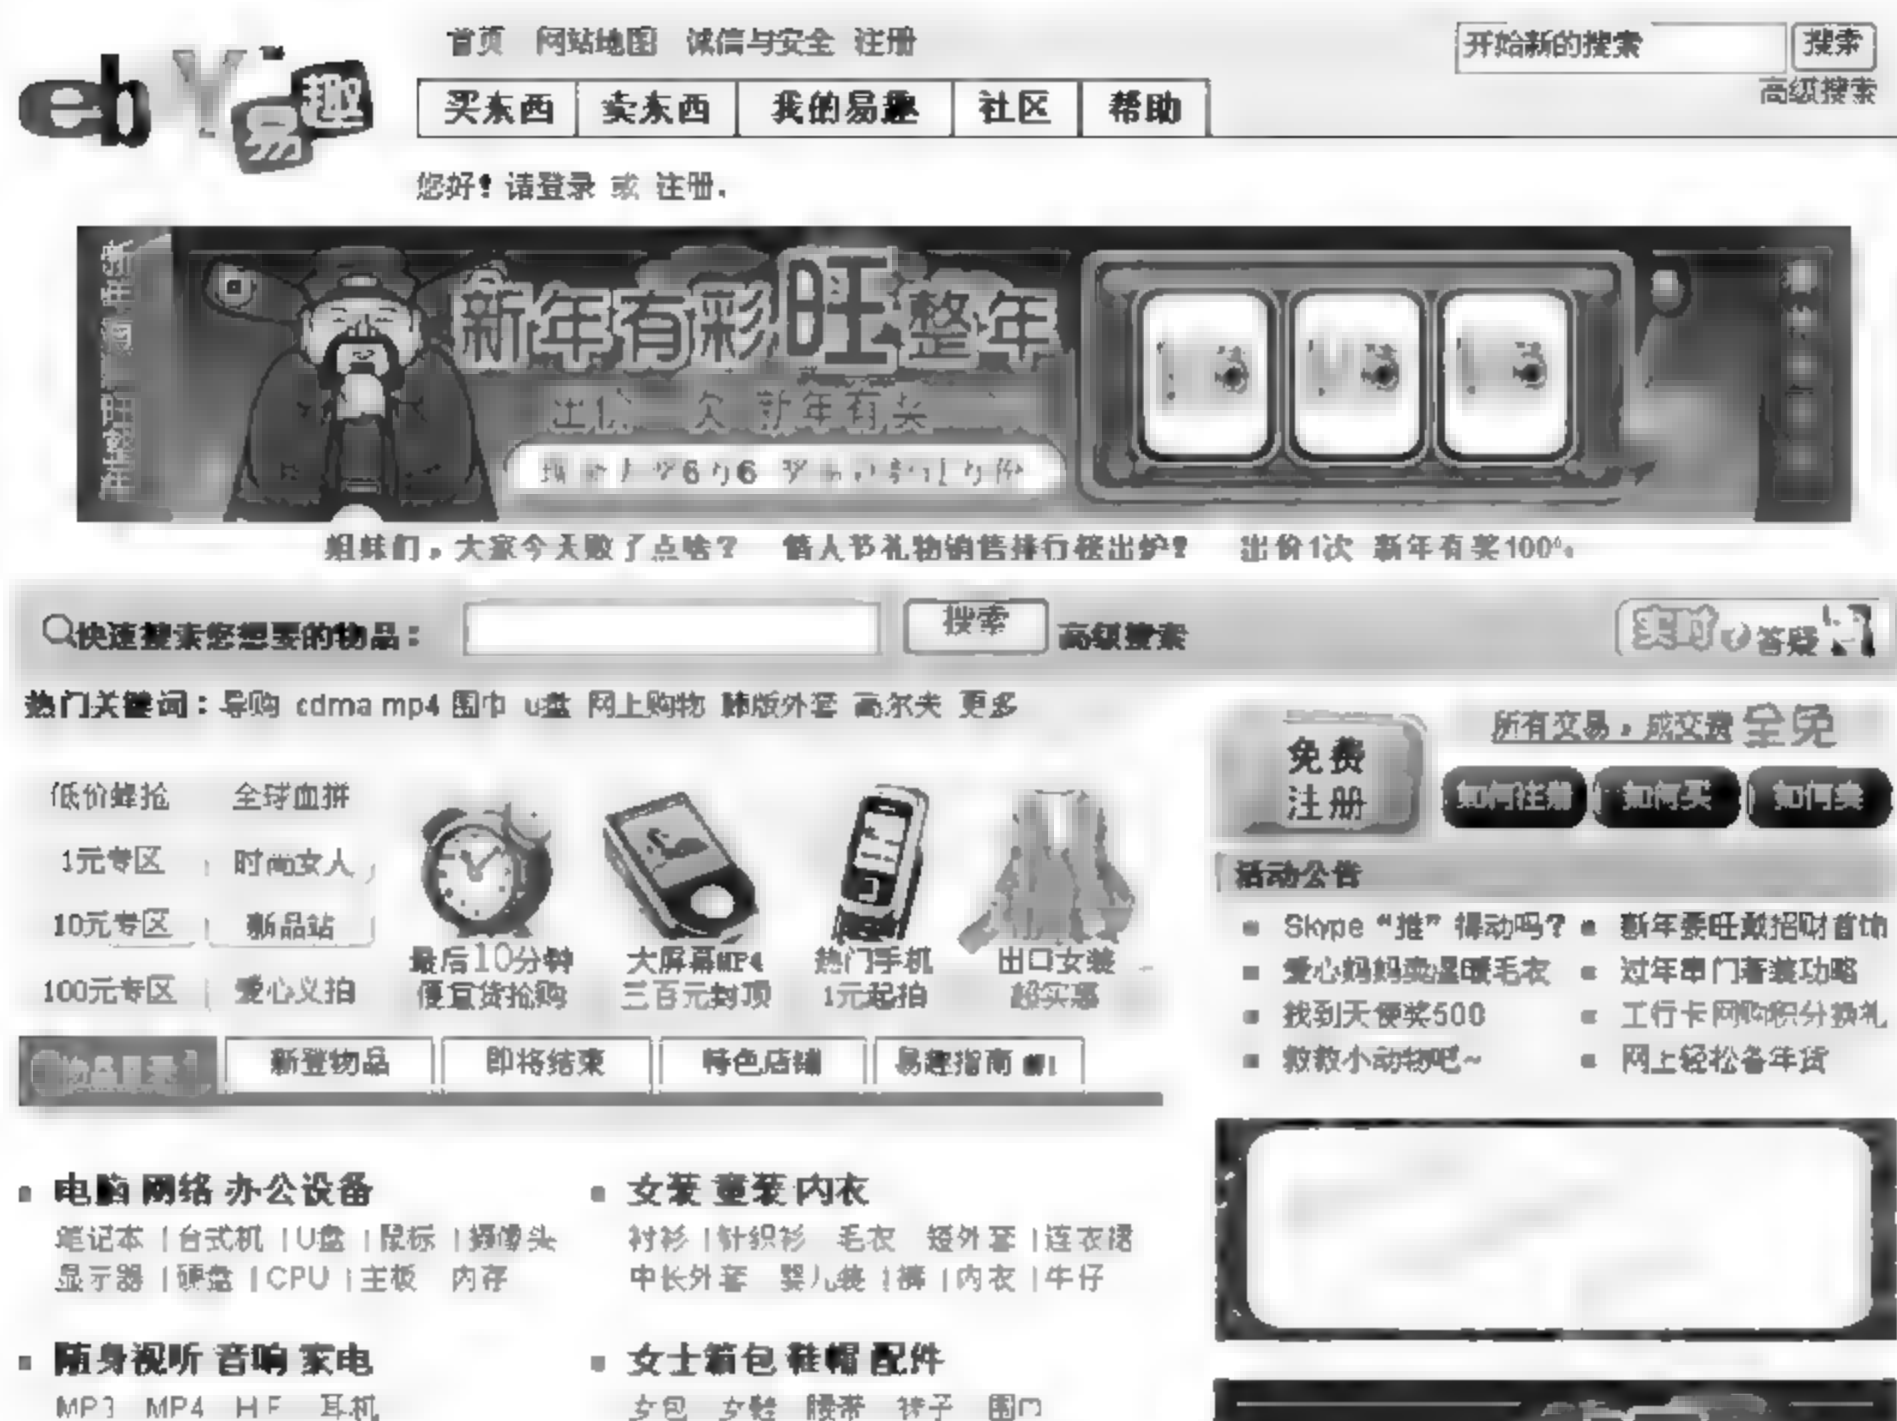 首页 网站地图 诚信与安全 注册
开始新的搜索 搜索
高级搜索
eb Y 易趣
买东西 卖东西 我的易趣 社区 帮助
您好! 请登录 或 注册.
新年有彩旺整年
出价一次 新年有奖
姐妹们，大家今天败了点啥? 情人节礼物销售排行榜出炉! 出价1次 新年有奖100%
快速搜索您想要的物品: 搜索 高级搜索
实时 答疑
热门关键词: 导购 cdma mp4 围巾 u盘 网上购物 韩版外套 高尔夫 更多
免费注册
所有交易，成交费全免
如何注册 如何买 如何卖
低价蜂抢 全球血拼
1元专区 时尚女人
10元专区 新品站
100元专区 爱心义拍
最后10分钟 大屏幕MP4 热门手机 出口女装
便宜货抢购 三百元封顶 1元起拍 超实惠
活动公告
Skype“推”得动吗? 新年要旺戴招财首饰
爱心妈妈卖温暖毛衣 过年串门着装功略
找到天使奖500 工行卡网购积分换礼
救救小动物吧~ 网上轻松备年货
新登物品 即将结束 特色店铺 易趣指南
电脑 网络 办公设备
笔记本 | 台式机 | U盘 | 鼠标 | 摄像头
显示器 | 硬盘 | CPU | 主板 内存
女装 童装 内衣
衬衫 | 针织衫 毛衣 短外套 | 连衣裙
中长外套 婴儿装 | 裤 | 内衣 | 牛仔
随身视听 音响 家电
MP3 MP4 HiFi 耳机
女士箱包 鞋帽 配件
女包 女鞋 腰带 袜子 围巾